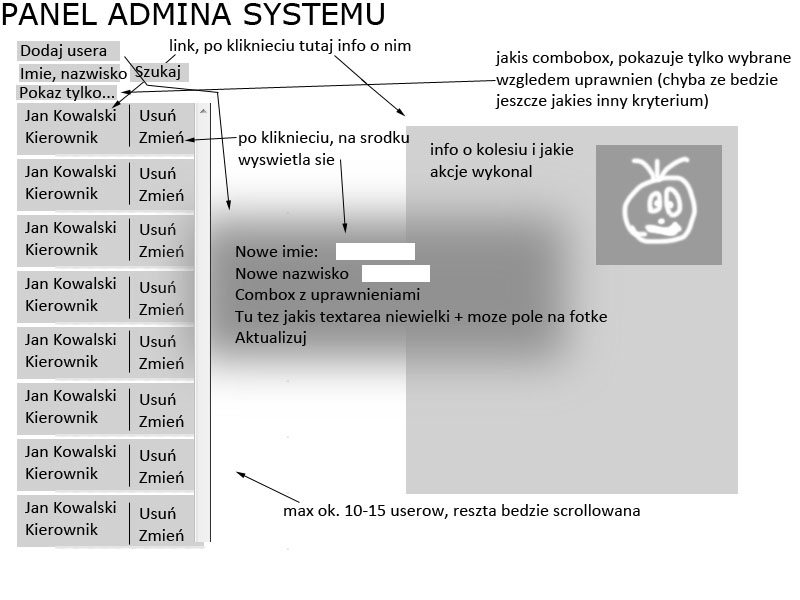 PANEL ADMINA SYSTEMU
Dodaj usera
link, po kliknieciu tutaj info o nim
Imie, nazwisko
Szukaj
Pokaz tylko...
jakis combobox, pokazuje tylko wybrane
wzgledem uprawnien (chyba ze bedzie
jeszcze jakies inny kryterium)
Jan Kowalski
Kierownik
Usuń
Zmień
po kliknieciu, na srodku
wyswietla sie
info o kolesiu i jakie
akcje wykonal
Jan Kowalski
Kierownik
Usuń
Zmień
Jan Kowalski
Kierownik
Usuń
Zmień
Nowe imie:
Nowe nazwisko
Combox z uprawnieniami
Tu tez jakis textarea niewielki + moze pole na fotke
Aktualizuj
Jan Kowalski
Kierownik
Usuń
Zmień
Jan Kowalski
Kierownik
Usuń
Zmień
Jan Kowalski
Kierownik
Usuń
Zmień
Jan Kowalski
Kierownik
Usuń
Zmień
Jan Kowalski
Kierownik
Usuń
Zmień
max ok. 10-15 userow, reszta bedzie scrollowana